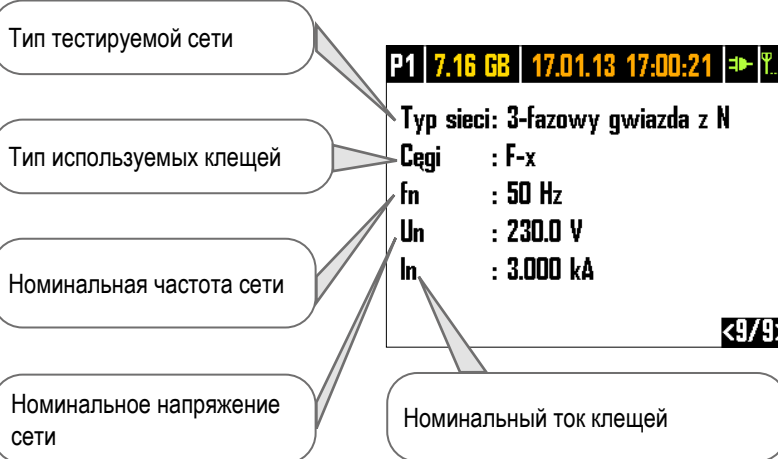 Тип тестируемой сети
P1 7.16 GB 17.01.13 17:00:21
Typ sieci: 3-fazowy gwiazda z N
Тип используемых клещей
Cęgi : F-x
fn : 50 Hz
Un : 230.0 V
Номинальная частота сети
In : 3.000 kA
<9/9>
Номинальное напряжение
сети
Номинальный ток клещей